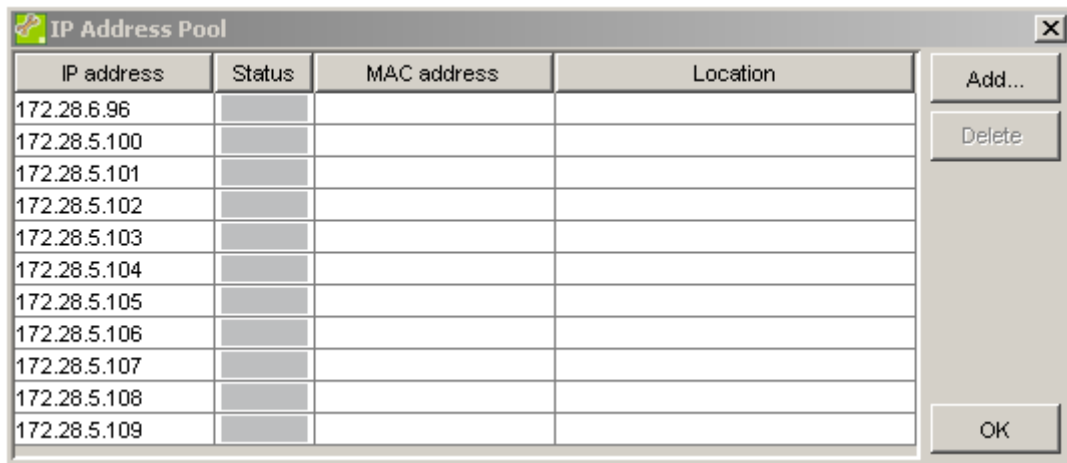 IP Address Pool
IP address Status MAC address Location
Add...
172.28.6.96
Delete
172.28.5.100
172.28.5.101
172.28.5.102
172.28.5.103
172.28.5.104
172.28.5.105
172.28.5.106
172.28.5.107
172.28.5.108
172.28.5.109
OK